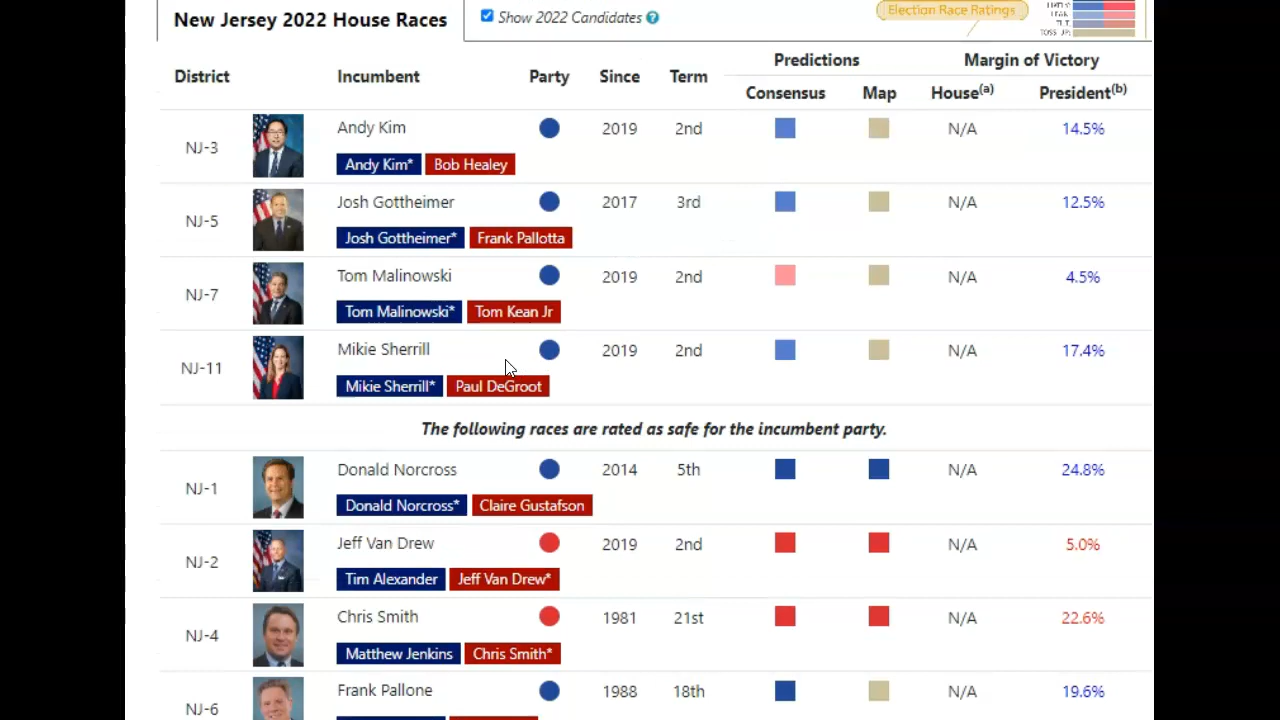 New Jersey 2022 House Races
Show 2022 Candidates ?
Election Race Ratings
District Incumbent Party Since Term Predictions Margin of Victory
Consensus Map House(a) President(b)
NJ-3 Andy Kim 2019 2nd N/A 14.5%
Andy Kim* Bob Healey
NJ-5 Josh Gottheimer 2017 3rd N/A 12.5%
Josh Gottheimer* Frank Pallotta
NJ-7 Tom Malinowski 2019 2nd N/A 4.5%
Tom Malinowski* Tom Kean Jr
NJ-11 Mikie Sherrill 2019 2nd N/A 17.4%
Mikie Sherrill* Paul DeGroot
The following races are rated as safe for the incumbent party.
NJ-1 Donald Norcross 2014 5th N/A 24.8%
Donald Norcross* Claire Gustafson
NJ-2 Jeff Van Drew 2019 2nd N/A 5.0%
Tim Alexander Jeff Van Drew*
NJ-4 Chris Smith 1981 21st N/A 22.6%
Matthew Jenkins Chris Smith*
NJ-6 Frank Pallone 1988 18th N/A 19.6%